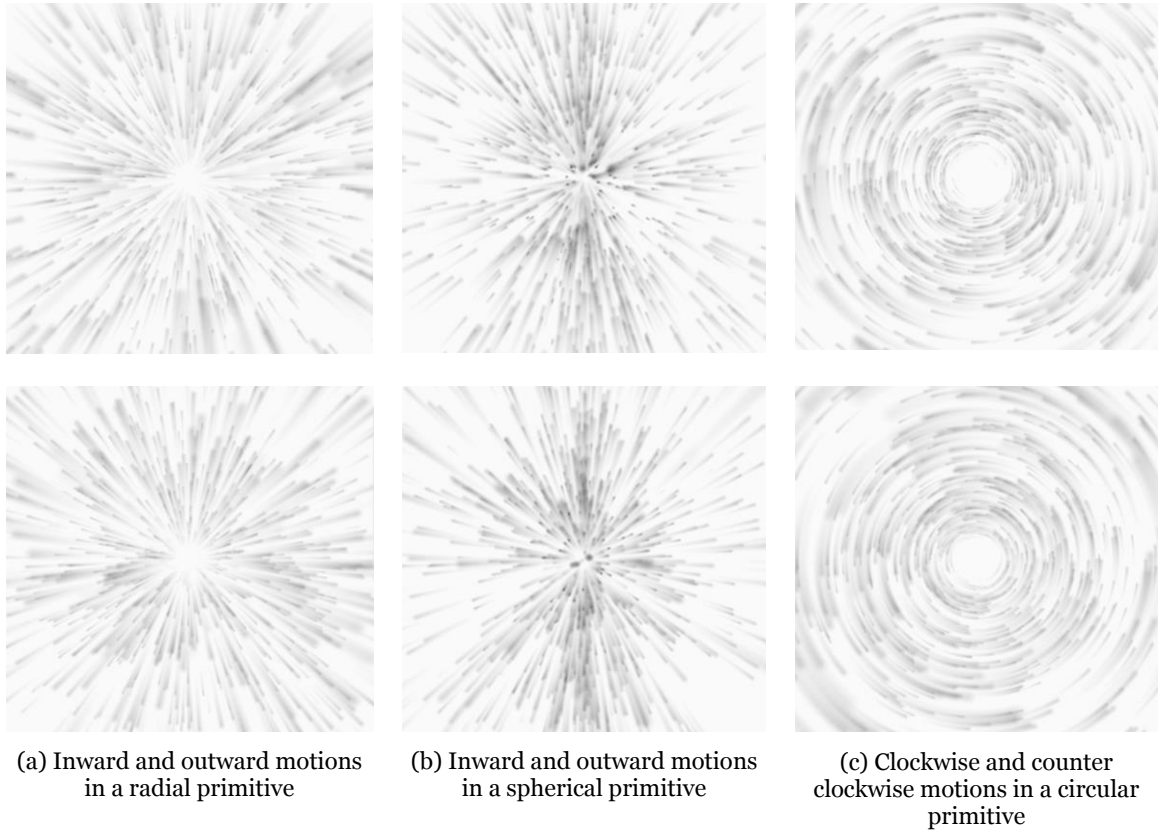 (a) Inward and outward motions
in a radial primitive
(b) Inward and outward motions
in a spherical primitive
(c) Clockwise and counter
clockwise motions in a circular
primitive